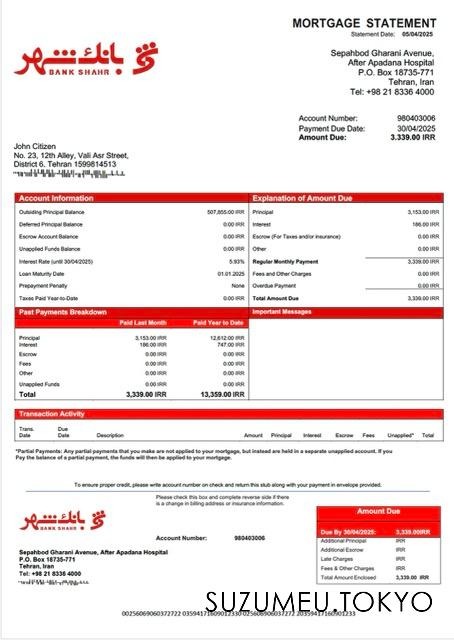 MORTGAGE STATEMENT
Statement Date: 05/04/2025
بانك شهر
BANK SHAHR
Sepahbod Gharani Avenue,
After Apadana Hospital
P.O. Box 18735-771
Tehran, Iran
Tel: +98 21 8336 4000
Account Number: 980403006
Payment Due Date: 30/04/2025
Amount Due: 3.339.00 IRR
John Citizen
No. 23, 12th Alley, Vali Asr Street,
District 6. Tehran 1599814513
Account Information
Outsiding Principal Balance 507,855.00 IRR
Deferred Principal Balance 0.00 IRR
Escrow Account Balance 0.00 IRR
Unapplied Funds Balance 0.00 IRR
Interest Rate (until 30/04/2025) 5.93%
Loan Maturity Date 01.01.2025
Prepayment Penalty None
Taxes Paid Year-to-Date 0.00 IRR
Explanation of Amount Due
Principal 3,153.00 IRR
Interest 186.00 IRR
Escrow (For Taxes and/or insurance) 0.00 IRR
Other 0.00 IRR
Regular Monthly Payment 3,339.00 IRR
Fees and Other Charges 0.00 IRR
Overdue Payment 0.00 IRR
Total Amount Due 3,339.00 IRR
Past Payments Breakdown
Paid Last Month Paid Year to Date
Principal 3,153.00 IRR 12,612.00 IRR
Interest 186.00 IRR 747.00 IRR
Escrow 0.00 IRR 0.00 IRR
Fees 0.00 IRR 0.00 IRR
Other 0.00 IRR 0.00 IRR
Unapplied Funds 0.00 IRR 0.00 IRR
Total 3,339.00 IRR 13,359.00 IRR
Important Messages
Transaction Activity
Trans. Date Due Date Description Amount Principal Interest Escrow Fees Unapplied* Total
*Partial Payments: Any partial payments that you make are not applied to your mortgage, but instead are held in a separate unapplied account. If you
Pay the balance of a partial payment, the funds will then be applied to your mortgage.
To ensure proper credit, please write account number on check and return this stub along with your payment in envelope provided.
Please check this box and complete reverse side if there
is a change in billing address or insurance information.
بانك شهر
BANK SHAHR
Account Number: 980403006
Sepahbod Gharani Avenue, After Apadana Hospital
P.O. Box 18735-771
Tehran, Iran
Tel: +98 21 8336 4000
Amount Due
Due By 30/04/2025: 3,339.00IRR
Additional Principal IRR
Additional Escrow IRR
Late Charges IRR
Fees & Other Charges IRR
Total Amount Enclosed 3,339.00 IRR
SUZUMEU.TOKYO